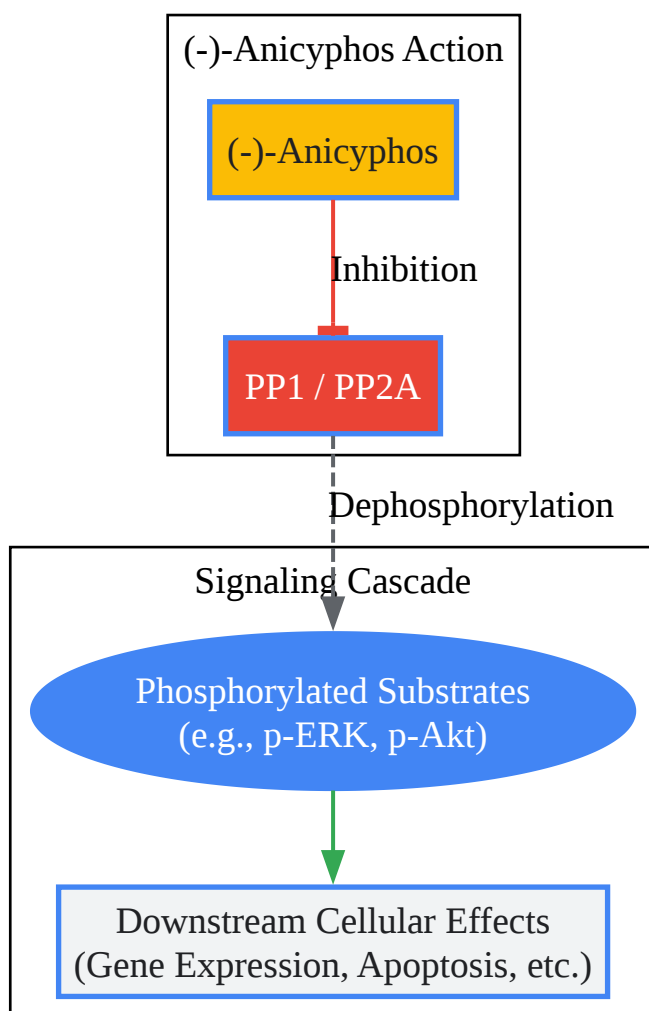 (-)-Anicyphos Action
(-)-Anicyphos
Inhibition
PP1 / PP2A
Dephosphorylation
Signaling Cascade
Phosphorylated Substrates
(e.g., p-ERK, p-Akt)
Downstream Cellular Effects
(Gene Expression, Apoptosis, etc.)